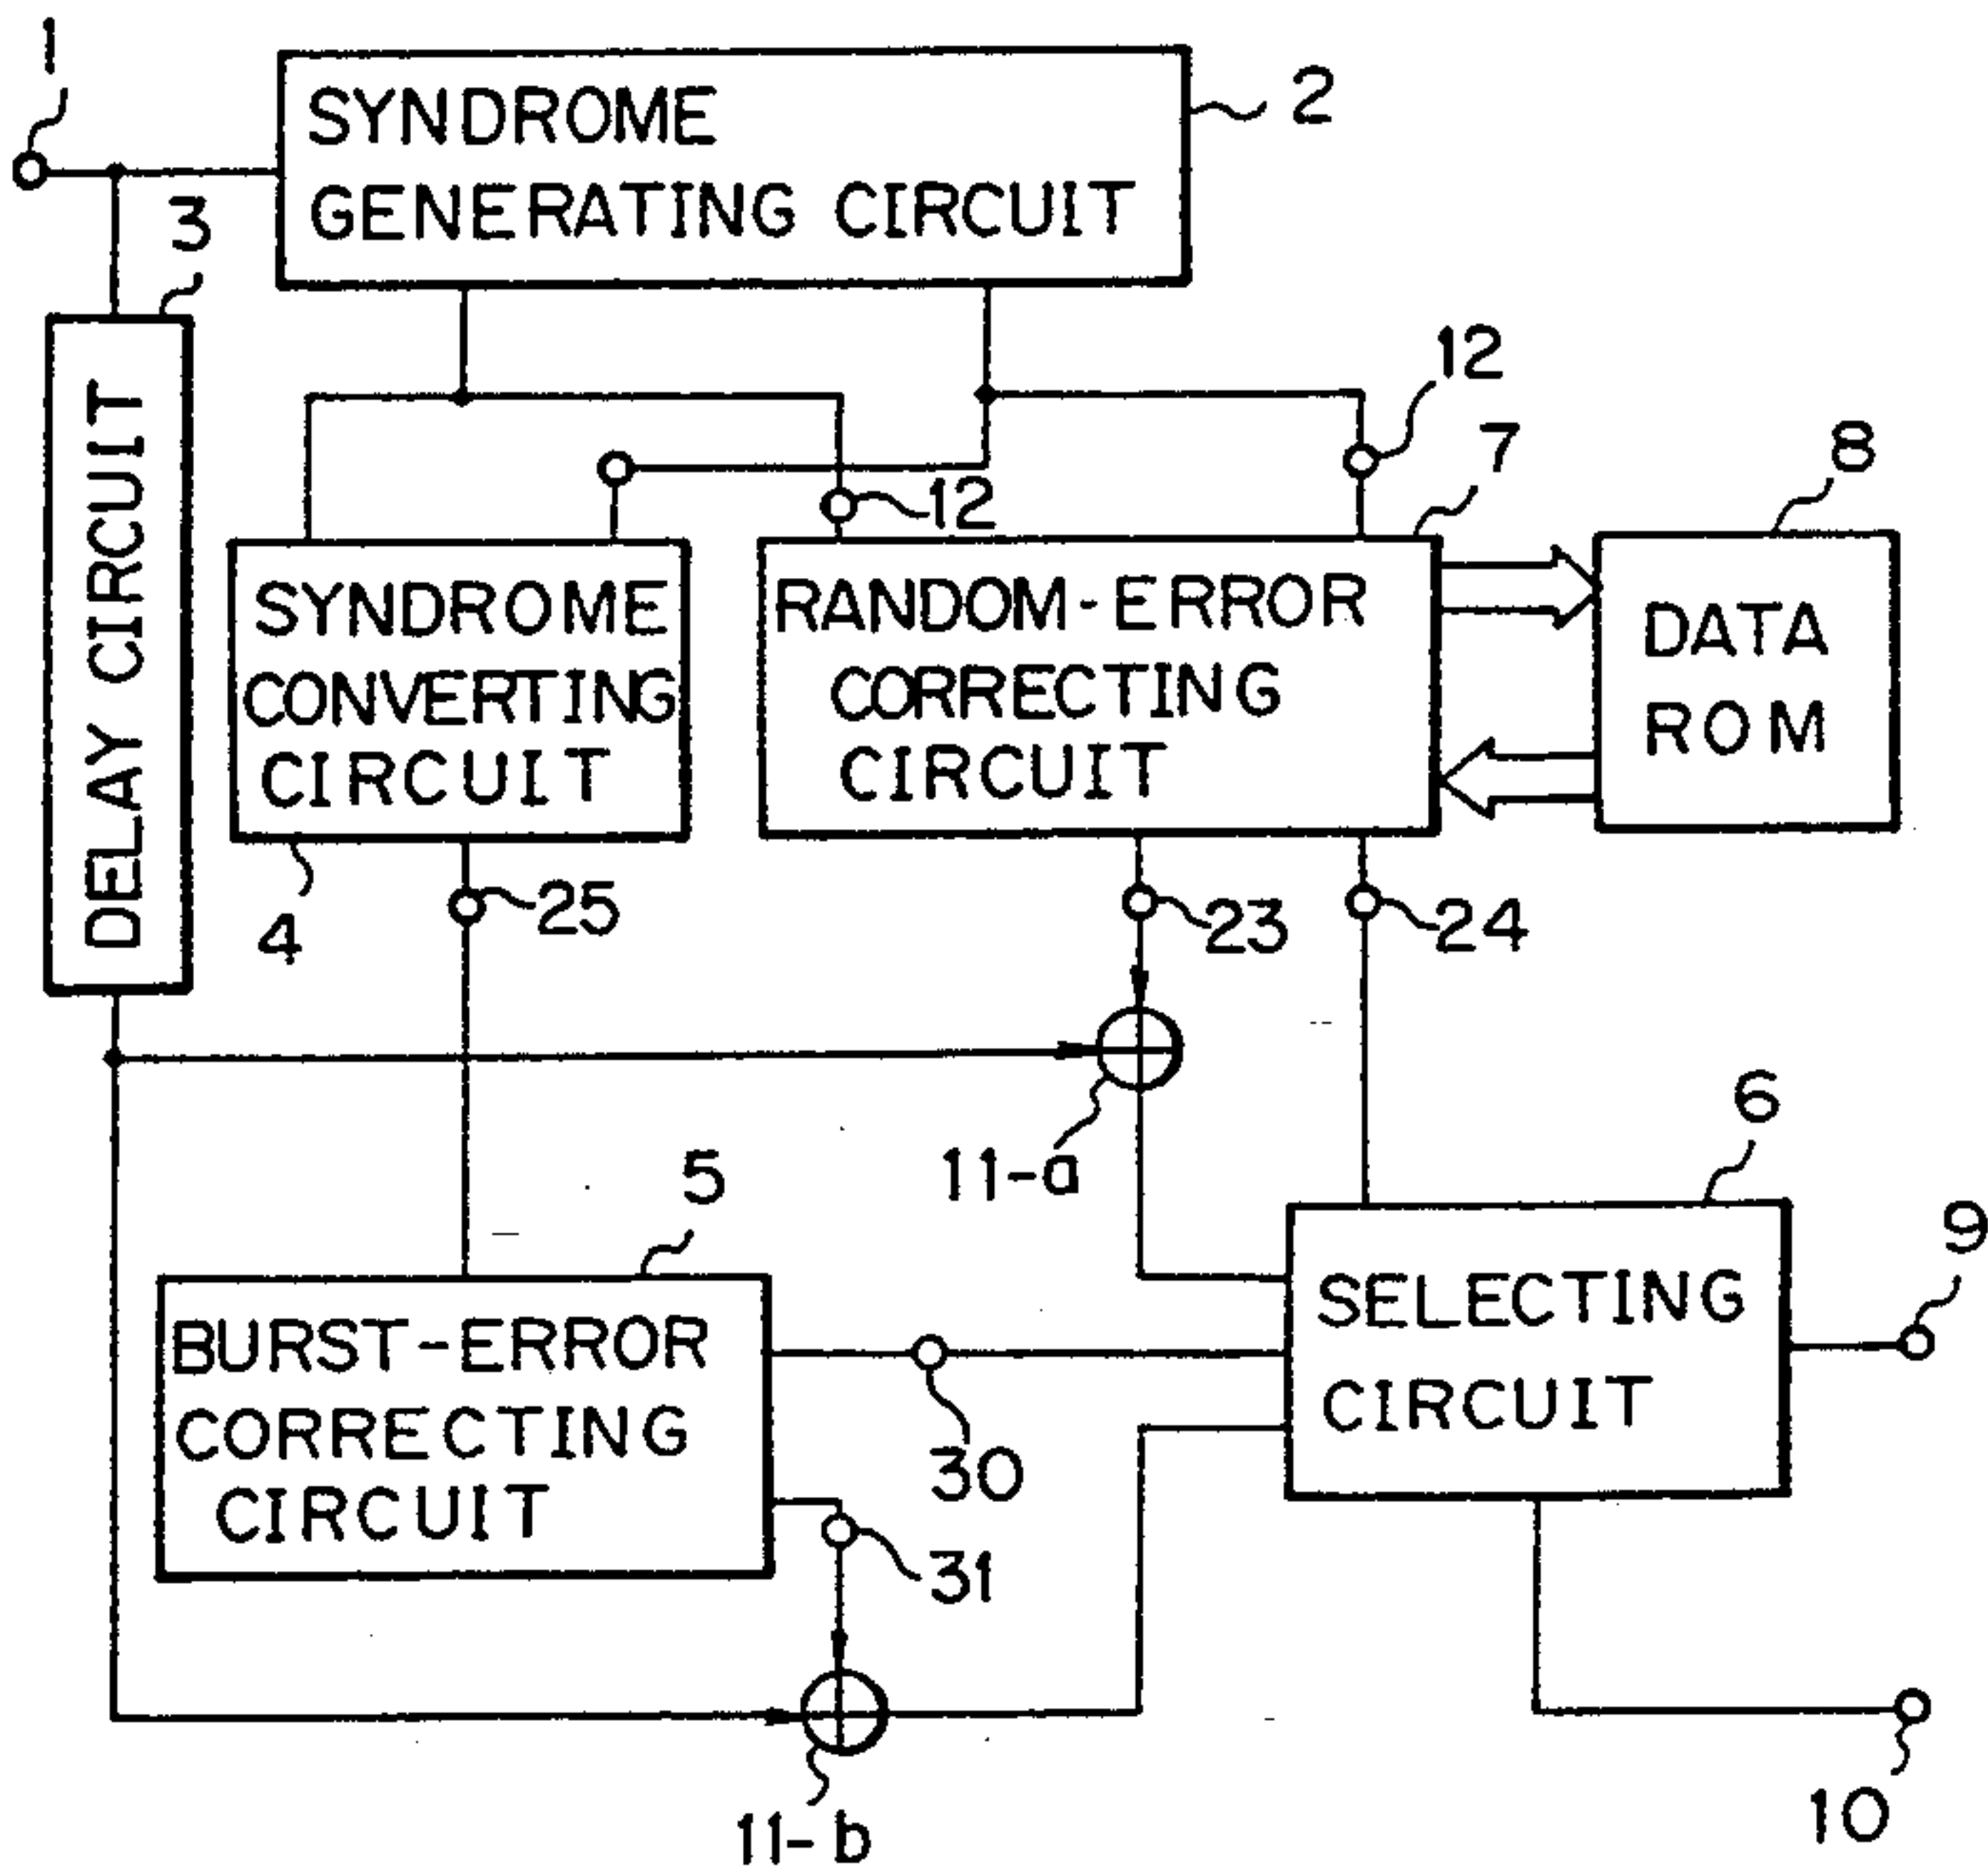 1
SYNDROME
GENERATING CIRCUIT
2
3
DELAY CIRCUIT
12
7
8
12
SYNDROME
CONVERTING
CIRCUIT
RANDOM-ERROR
CORRECTING
CIRCUIT
DATA
ROM
4
25
23
24
11-a
6
5
9
BURST-ERROR
CORRECTING
CIRCUIT
SELECTING
CIRCUIT
30
31
11-b
10